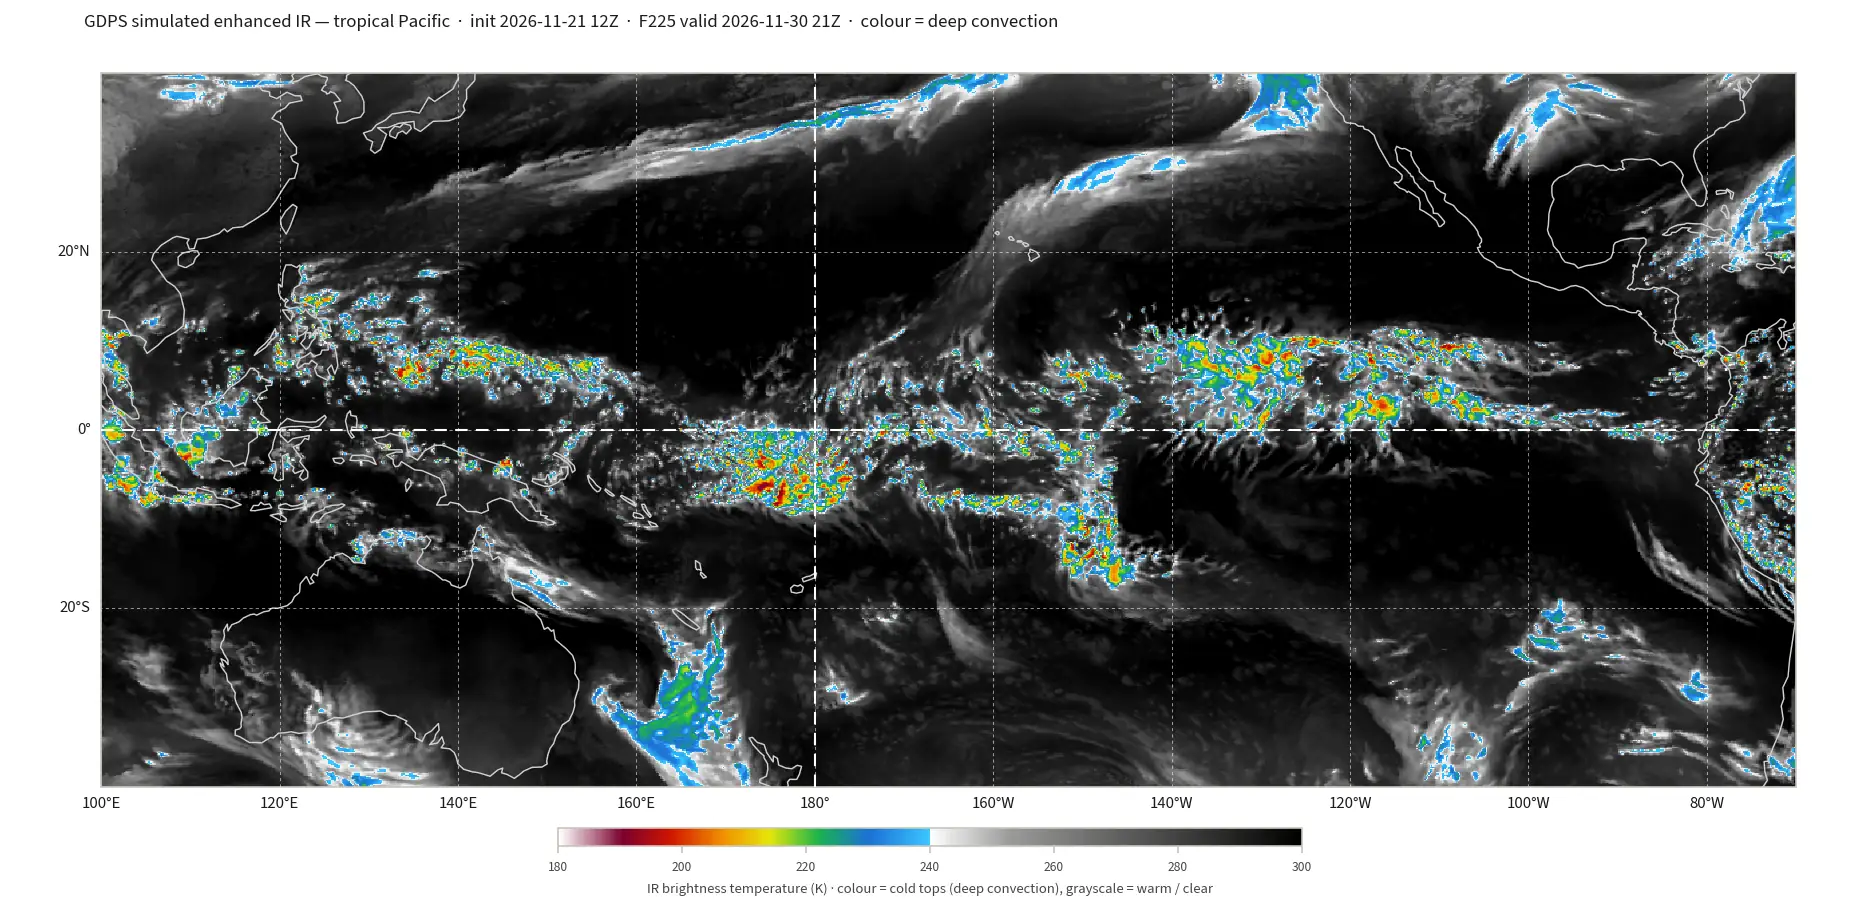 GDPS simulated enhanced IR — tropical Pacific · init 2026-11-21 12Z · F225 valid 2026-11-30 21Z · colour = deep convection
20°N
0°
20°S
100°E 120°E 140°E 160°E 180° 160°W 140°W 120°W 100°W 80°W
180 200 220 240 260 280 300
IR brightness temperature (K) · colour = cold tops (deep convection), grayscale = warm / clear